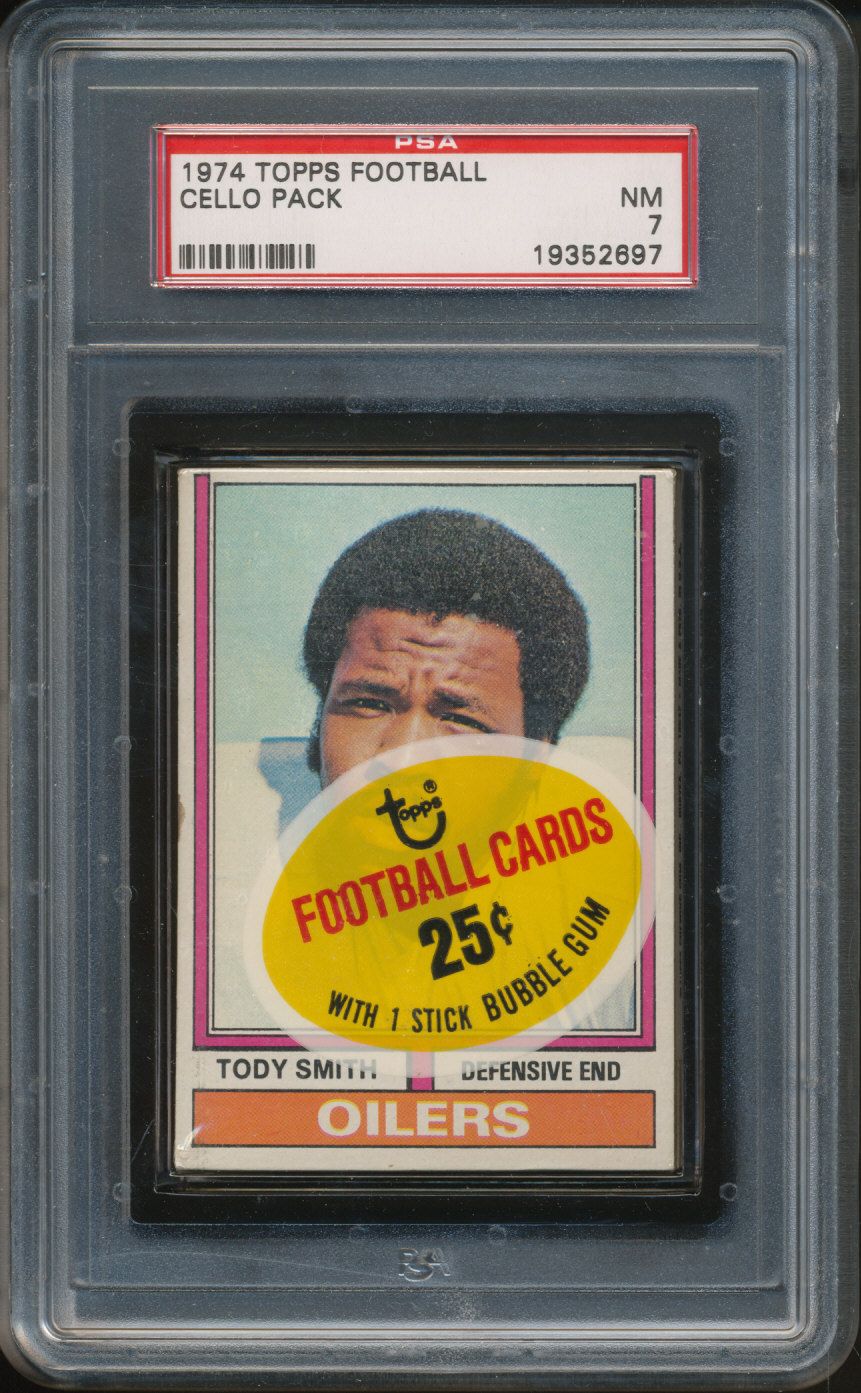 PSA
1974 TOPPS FOOTBALL
CELLO PACK
NM
7
19352697
topps®
FOOTBALL CARDS
25¢
WITH 1 STICK BUBBLE GUM
TODY SMITH DEFENSIVE END
OILERS
PSA